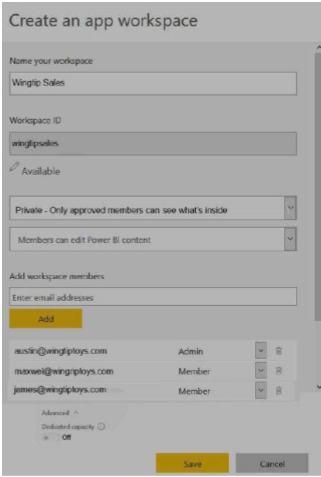 Create an app workspace
Name your workspace
Wingtip Sales
Workspace ID
wingtipsales
Available
Private - Only approved members can see what's inside
Members can edit Power BI content
Add workspace members
Enter email addresses
Add
austin@wingtiptoys.com Admin
maxwel@wingriptoys.com Member
james@wingtiptoys.com Member
Advanced
Dedicated capacity
Off
Save Cancel